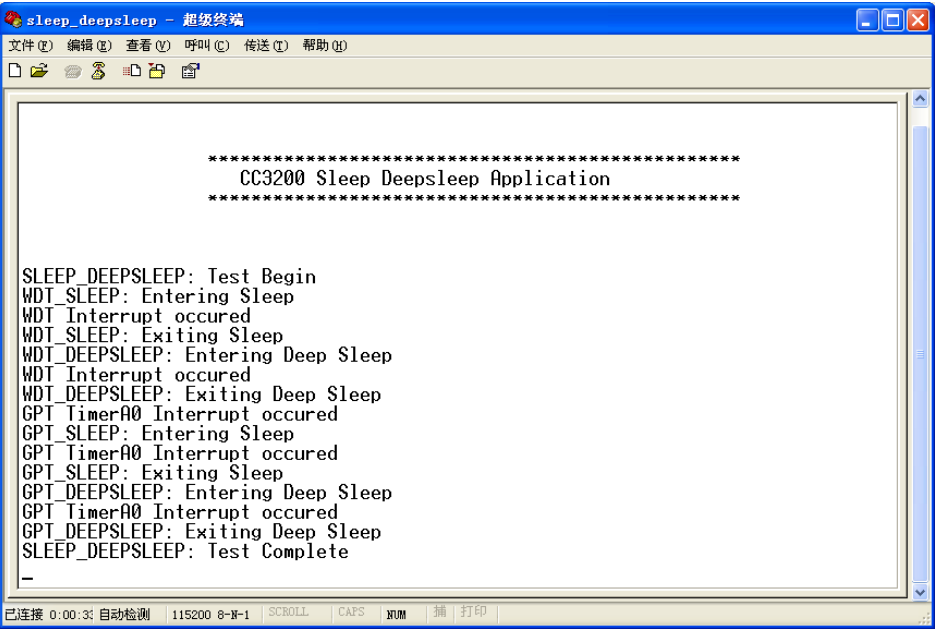 sleep_deepsleep - 超级终端
文件(F) 编辑(E) 查看(V) 呼叫(C) 传送(T) 帮助(H)
*************************************************
CC3200 Sleep Deepsleep Application
*************************************************
SLEEP_DEEPSLEEP: Test Begin
WDT_SLEEP: Entering Sleep
WDT Interrupt occured
WDT_SLEEP: Exiting Sleep
WDT_DEEPSLEEP: Entering Deep Sleep
WDT Interrupt occured
WDT_DEEPSLEEP: Exiting Deep Sleep
GPT TimerA0 Interrupt occured
GPT_SLEEP: Entering Sleep
GPT TimerA0 Interrupt occured
GPT_SLEEP: Exiting Sleep
GPT_DEEPSLEEP: Entering Deep Sleep
GPT TimerA0 Interrupt occured
GPT_DEEPSLEEP: Exiting Deep Sleep
SLEEP_DEEPSLEEP: Test Complete
_
已连接 0:00:33 自动检测 115200 8-N-1 SCROLL CAPS NUM 捕 打印